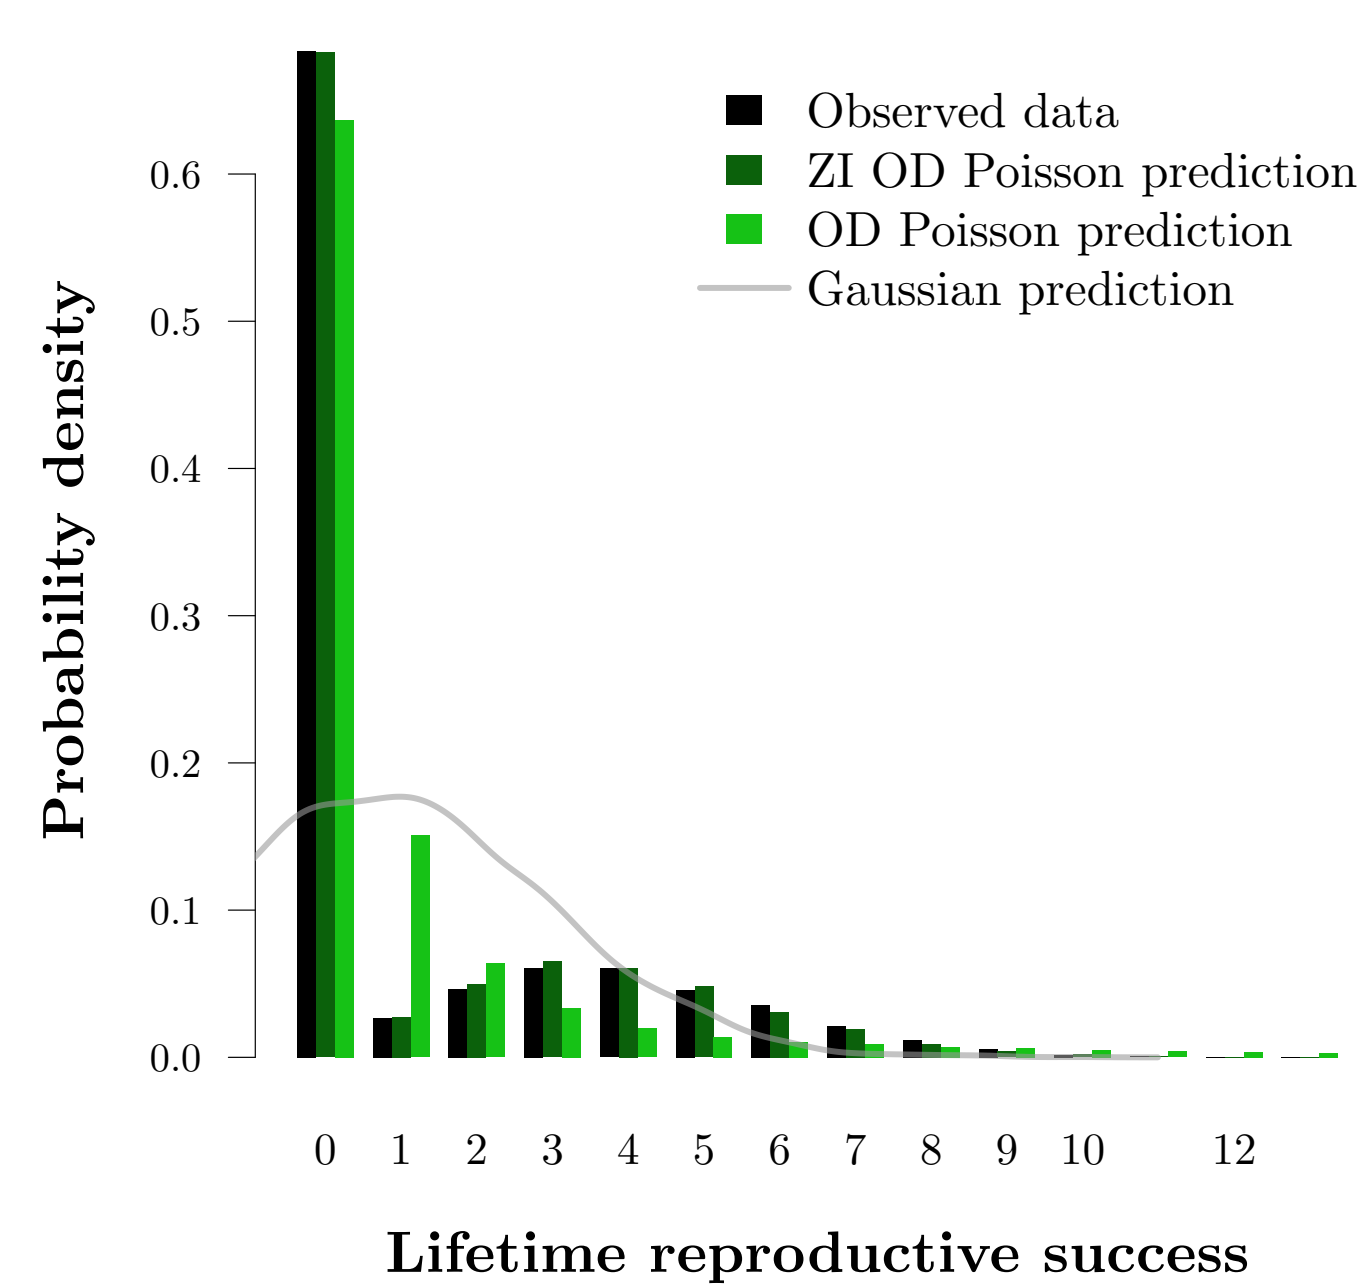 Observed data
ZI OD Poisson prediction
OD Poisson prediction
Gaussian prediction
Probability density
0.6
0.5
0.4
0.3
0.2
0.1
0.0
0 1 2 3 4 5 6 7 8 9 10 12
Lifetime reproductive success